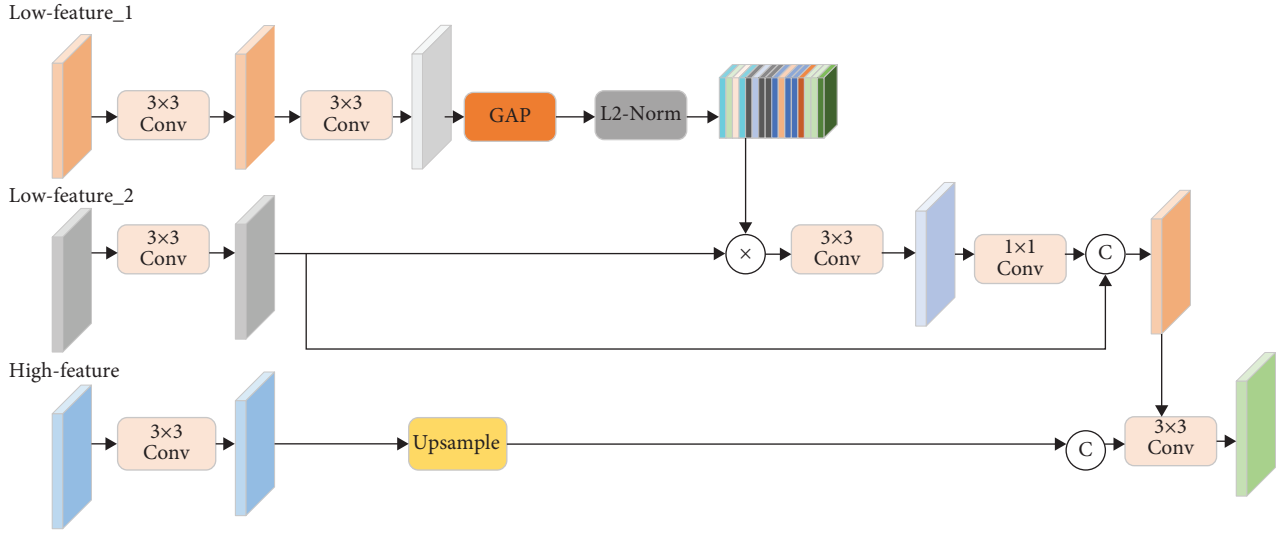 Low-feature_1
3×3
Conv
3×3
Conv
GAP
L2-Norm
Low-feature_2
3×3
Conv
×
3×3
Conv
1×1
Conv
C
High-feature
3×3
Conv
Upsample
C
3×3
Conv